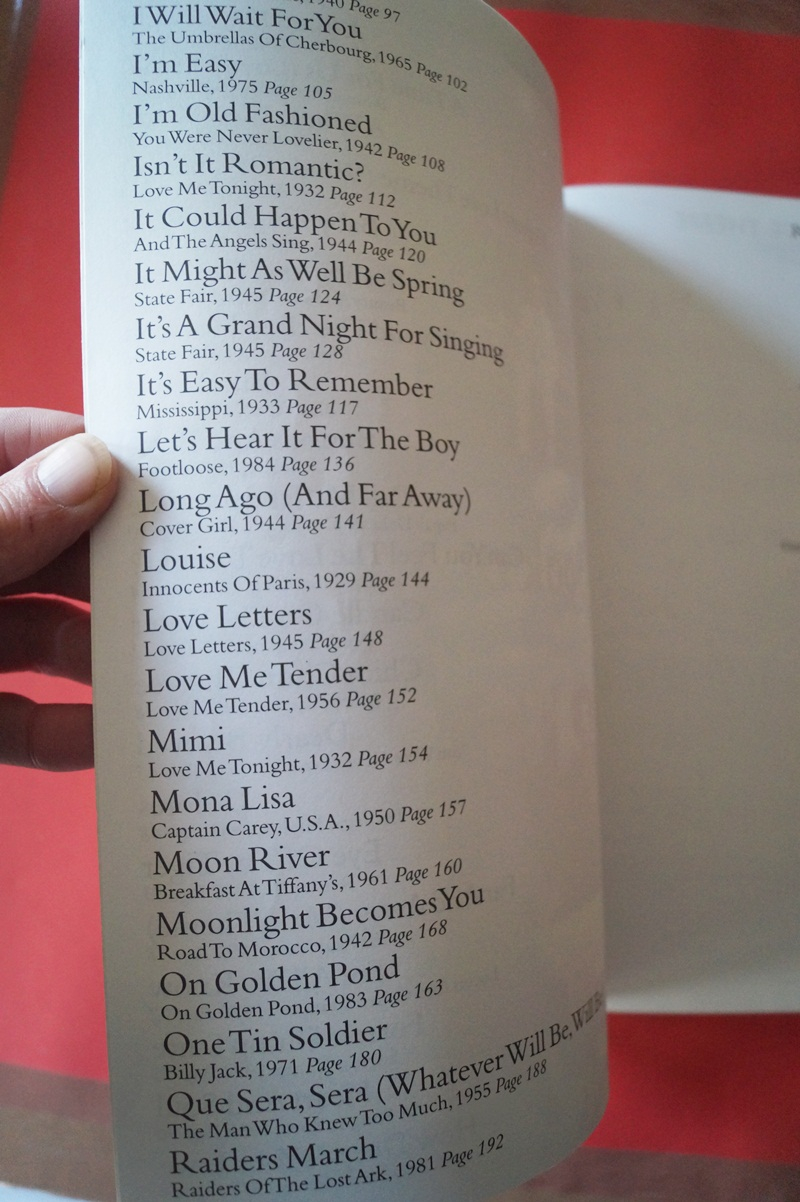 1940 Page 97
I Will Wait For You
The Umbrellas Of Cherbourg, 1965 Page 102
I'm Easy
Nashville, 1975 Page 105
I'm Old Fashioned
You Were Never Lovelier, 1942 Page 108
Isn't It Romantic?
Love Me Tonight, 1932 Page 112
It Could Happen To You
And The Angels Sing, 1944 Page 120
It Might As Well Be Spring
State Fair, 1945 Page 124
It's A Grand Night For Singing
State Fair, 1945 Page 128
It's Easy To Remember
Mississippi, 1933 Page 117
Let's Hear It For The Boy
Footloose, 1984 Page 136
Long Ago (And Far Away)
Cover Girl, 1944 Page 141
Louise
Innocents Of Paris, 1929 Page 144
Love Letters
Love Letters, 1945 Page 148
Love Me Tender
Love Me Tender, 1956 Page 152
Mimi
Love Me Tonight, 1932 Page 154
Mona Lisa
Captain Carey, U.S.A., 1950 Page 157
Moon River
Breakfast At Tiffany's, 1961 Page 160
Moonlight Becomes You
Road To Morocco, 1942 Page 168
On Golden Pond
On Golden Pond, 1983 Page 163
One Tin Soldier
Billy Jack, 1971 Page 180
Que Sera, Sera (Whatever Will Be, Will Be
The Man Who Knew Too Much, 1955 Page 188
Raiders March
Raiders Of The Lost Ark, 1981 Page 192